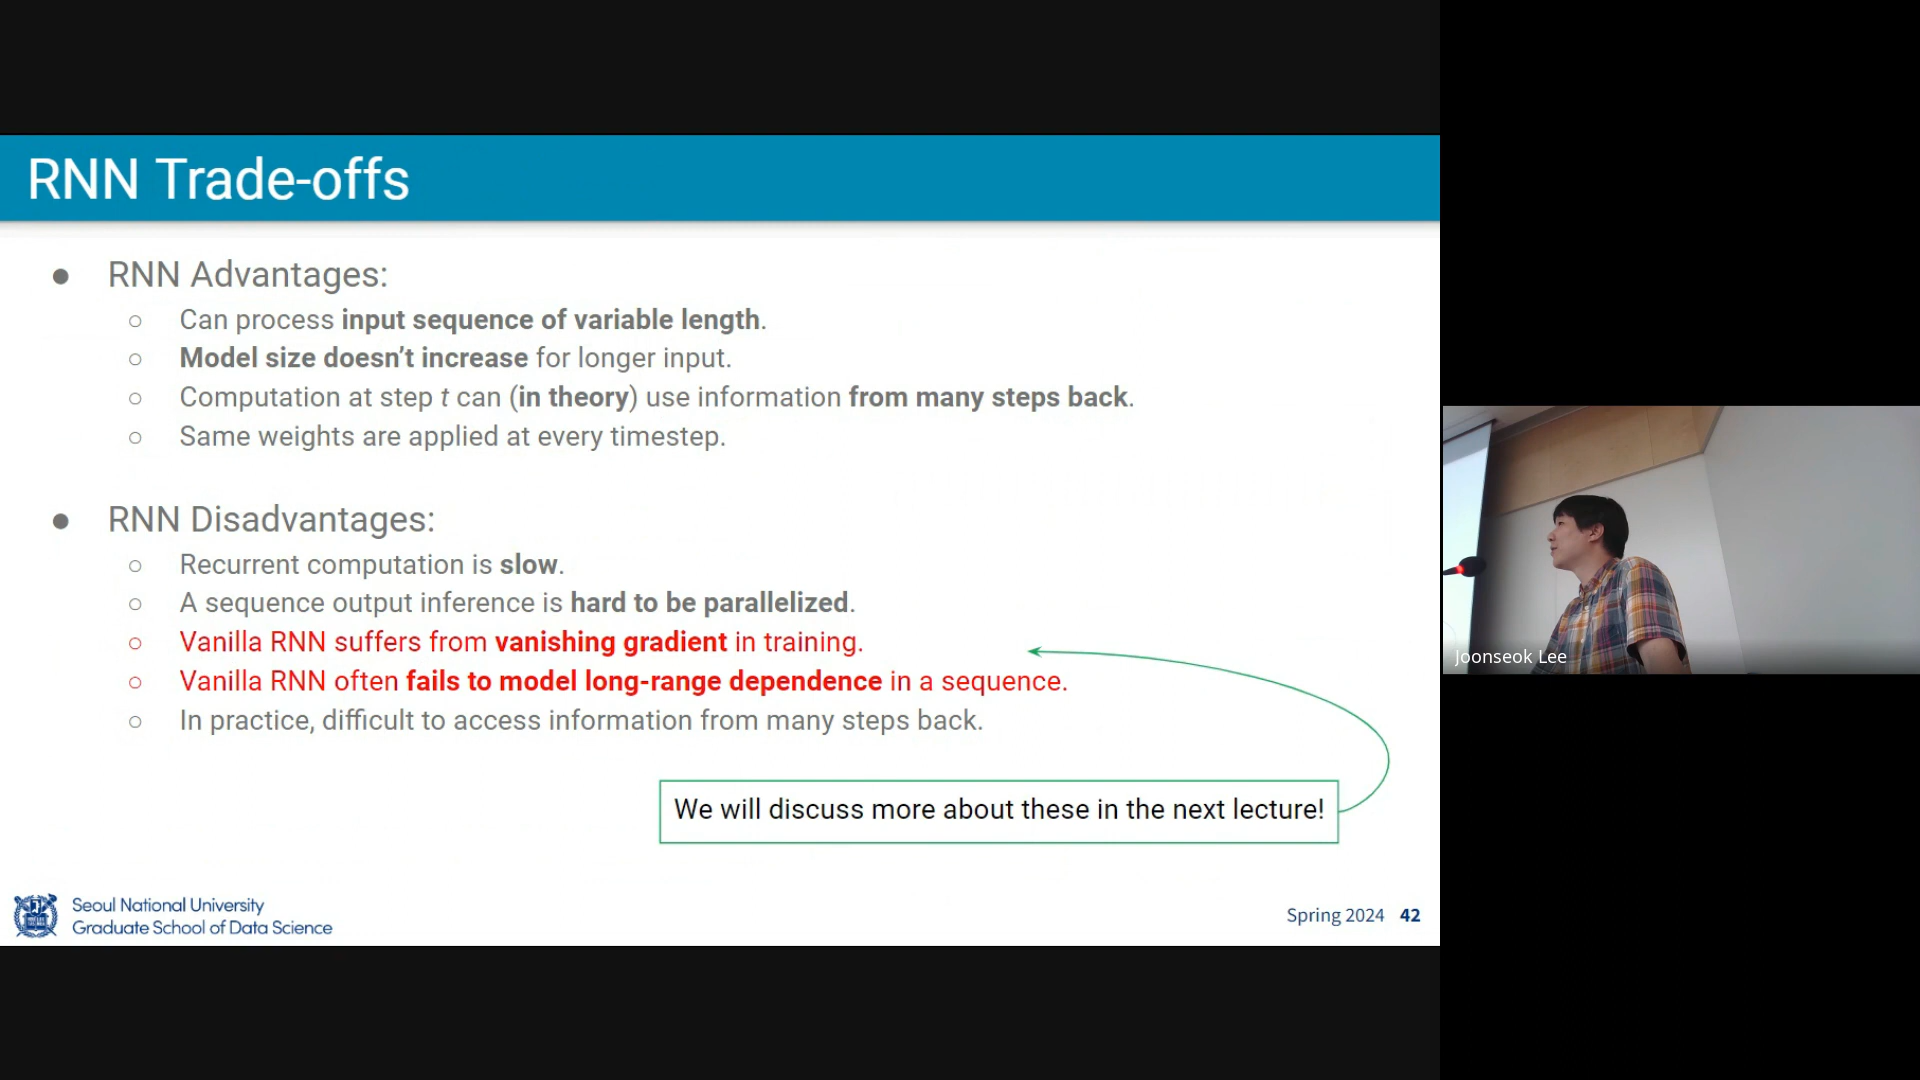 RNN Trade-offs
● RNN Advantages:
○ Can process input sequence of variable length.
○ Model size doesn’t increase for longer input.
○ Computation at step t can (in theory) use information from many steps back.
○ Same weights are applied at every timestep.
● RNN Disadvantages:
○ Recurrent computation is slow.
○ A sequence output inference is hard to be parallelized.
○ Vanilla RNN suffers from vanishing gradient in training.
○ Vanilla RNN often fails to model long-range dependence in a sequence.
○ In practice, difficult to access information from many steps back.
We will discuss more about these in the next lecture!
Seoul National University
Graduate School of Data Science
Spring 2024 42
Joonseok Lee